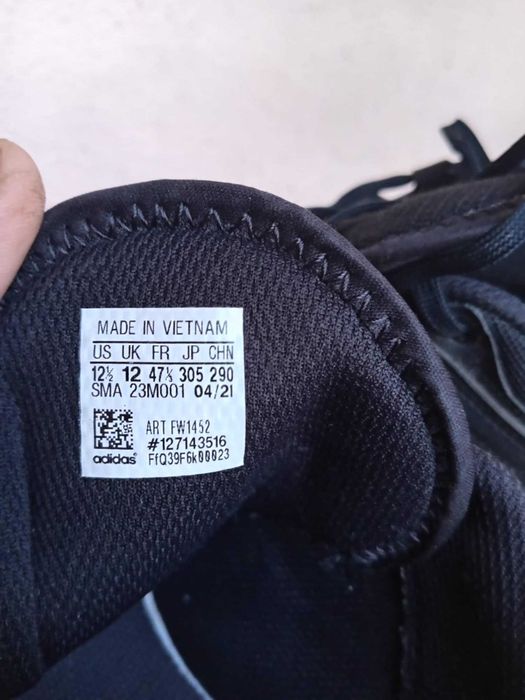 MADE IN VIETNAM
US UK FR JP CHN
12½ 12 47⅓ 305 290
SMA 23M001 04/21
ART FW1452
#127143516
adidas FfQ39F6k00023